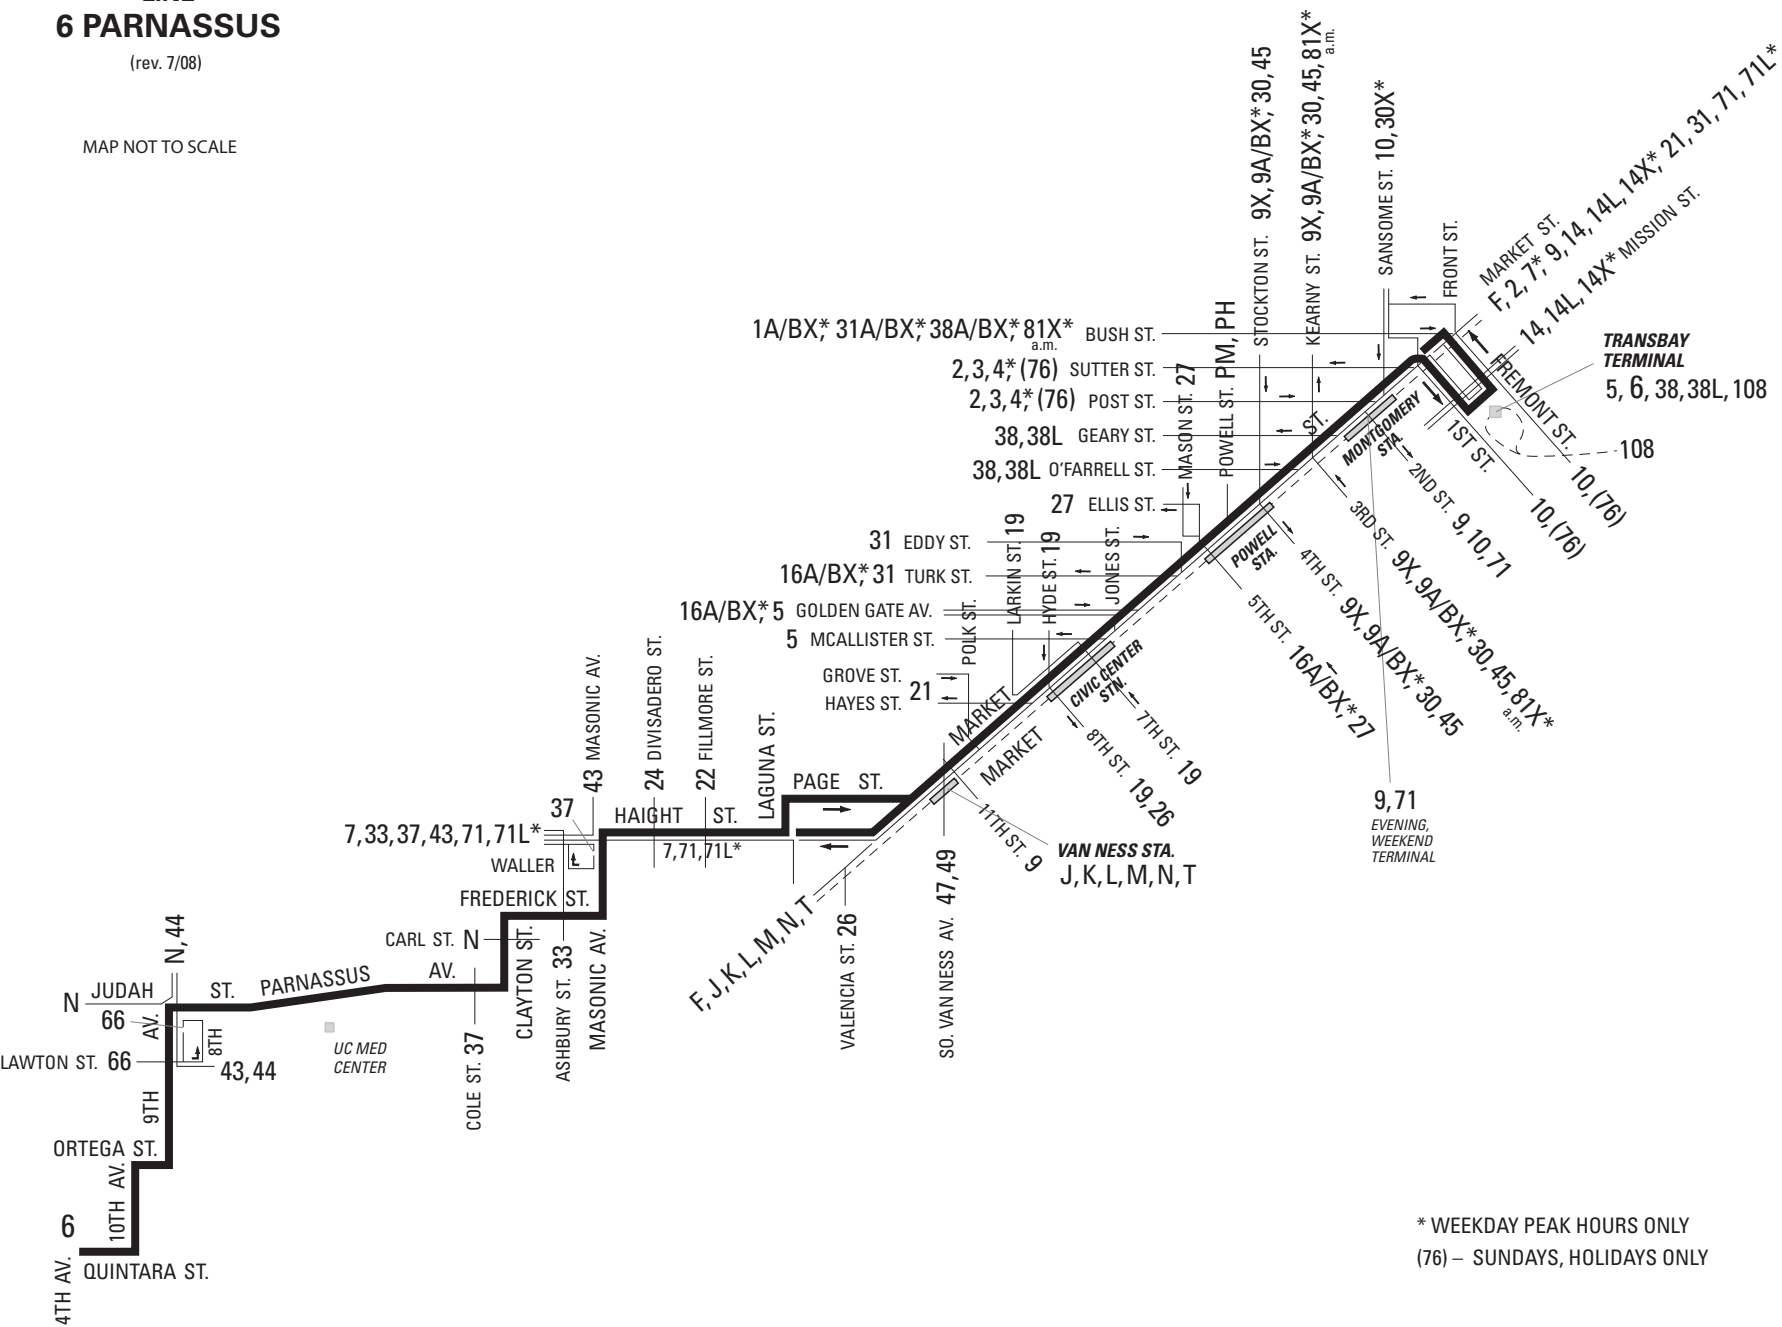 6 PARNASSUS
(rev. 7/08)
MAP NOT TO SCALE
STOCKTON ST. 9X, 9A/BX,* 30, 45
KEARNY ST. 9X, 9A/BX,* 30, 45, 81X*
a.m.
SANSOME ST. 10, 30X*
FRONT ST.
MARKET ST.
F, 2, 7*, 9, 14, 14L, 14X*, 21, 31, 71, 71L*
14, 14L, 14X* MISSION ST.
TRANSBAY
TERMINAL
5, 6, 38, 38L, 108
108
1A/BX,* 31A/BX,* 38A/BX,* 81X* BUSH ST.
a.m.
2, 3, 4,* (76) SUTTER ST.
2, 3, 4,* (76) POST ST.
38, 38L GEARY ST.
38, 38L O'FARRELL ST.
27 ELLIS ST.
MASON ST. 27
POWELL ST. PM, PH
31 EDDY ST.
16A/BX,* 31 TURK ST.
16A/BX,* 5 GOLDEN GATE AV.
5 MCALLISTER ST.
GROVE ST.
21
HAYES ST.
POLK ST.
LARKIN ST. 19
HYDE ST. 19
JONES ST.
ST.
MONTGOMERY
STA.
FREMONT ST. 10, (76)
1ST ST. 10, (76)
2ND ST. 9, 10, 71
3RD ST. 9X, 9A/BX,* 30, 45, 81X*
a.m.
POWELL
STA.
4TH ST. 9X, 9A/BX,* 30, 45
5TH ST. 16A/BX,* 27
CIVIC CENTER
STN.
7TH ST. 19
8TH ST. 19, 26
MARKET
MARKET
11TH ST. 9
9, 71
EVENING,
WEEKEND
TERMINAL
VAN NESS STA.
J, K, L, M, N, T
SO. VAN NESS AV. 47, 49
VALENCIA ST. 26
F, J, K, L, M, N, T
PAGE ST.
LAGUNA ST.
22 FILLMORE ST.
24 DIVISADERO ST.
43 MASONIC AV.
HAIGHT ST.
7, 71, 71L*
37
7, 33, 37, 43, 71, 71L*
WALLER
FREDERICK ST.
CARL ST. N
CLAYTON ST.
ASHBURY ST. 33
MASONIC AV.
AV.
PARNASSUS
COLE ST. 37
UC MED
CENTER
N, 44
N JUDAH ST.
66
AV.
8TH
LAWTON ST. 66
43, 44
9TH
ORTEGA ST.
10TH AV.
6
QUINTARA ST.
4TH AV.
* WEEKDAY PEAK HOURS ONLY
(76) – SUNDAYS, HOLIDAYS ONLY